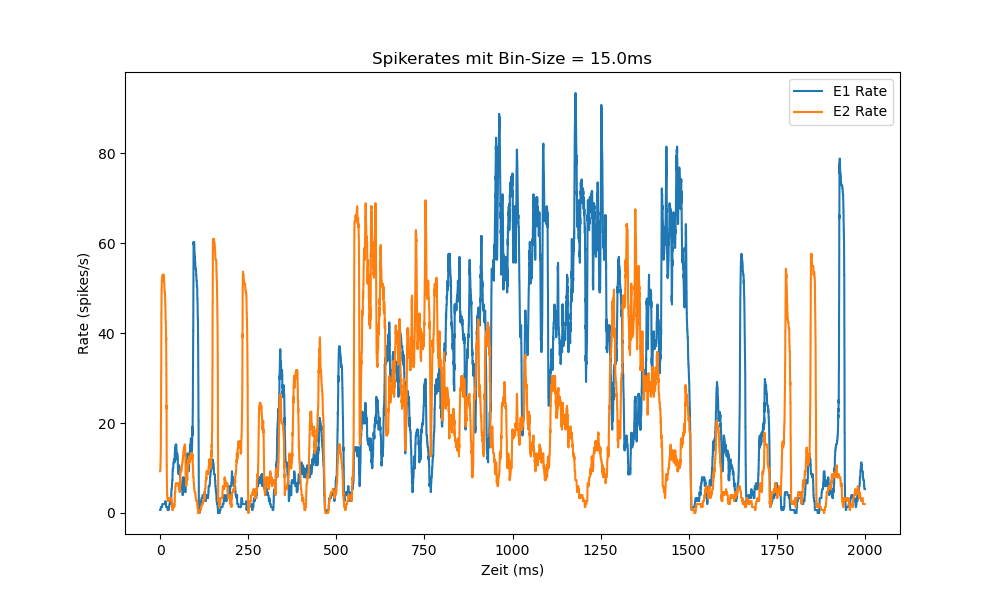 Spikerates mit Bin-Size = 15.0ms
E1 Rate
E2 Rate
80
60
40
20
0
Rate (spikes/s)
0 250 500 750 1000 1250 1500 1750 2000
Zeit (ms)